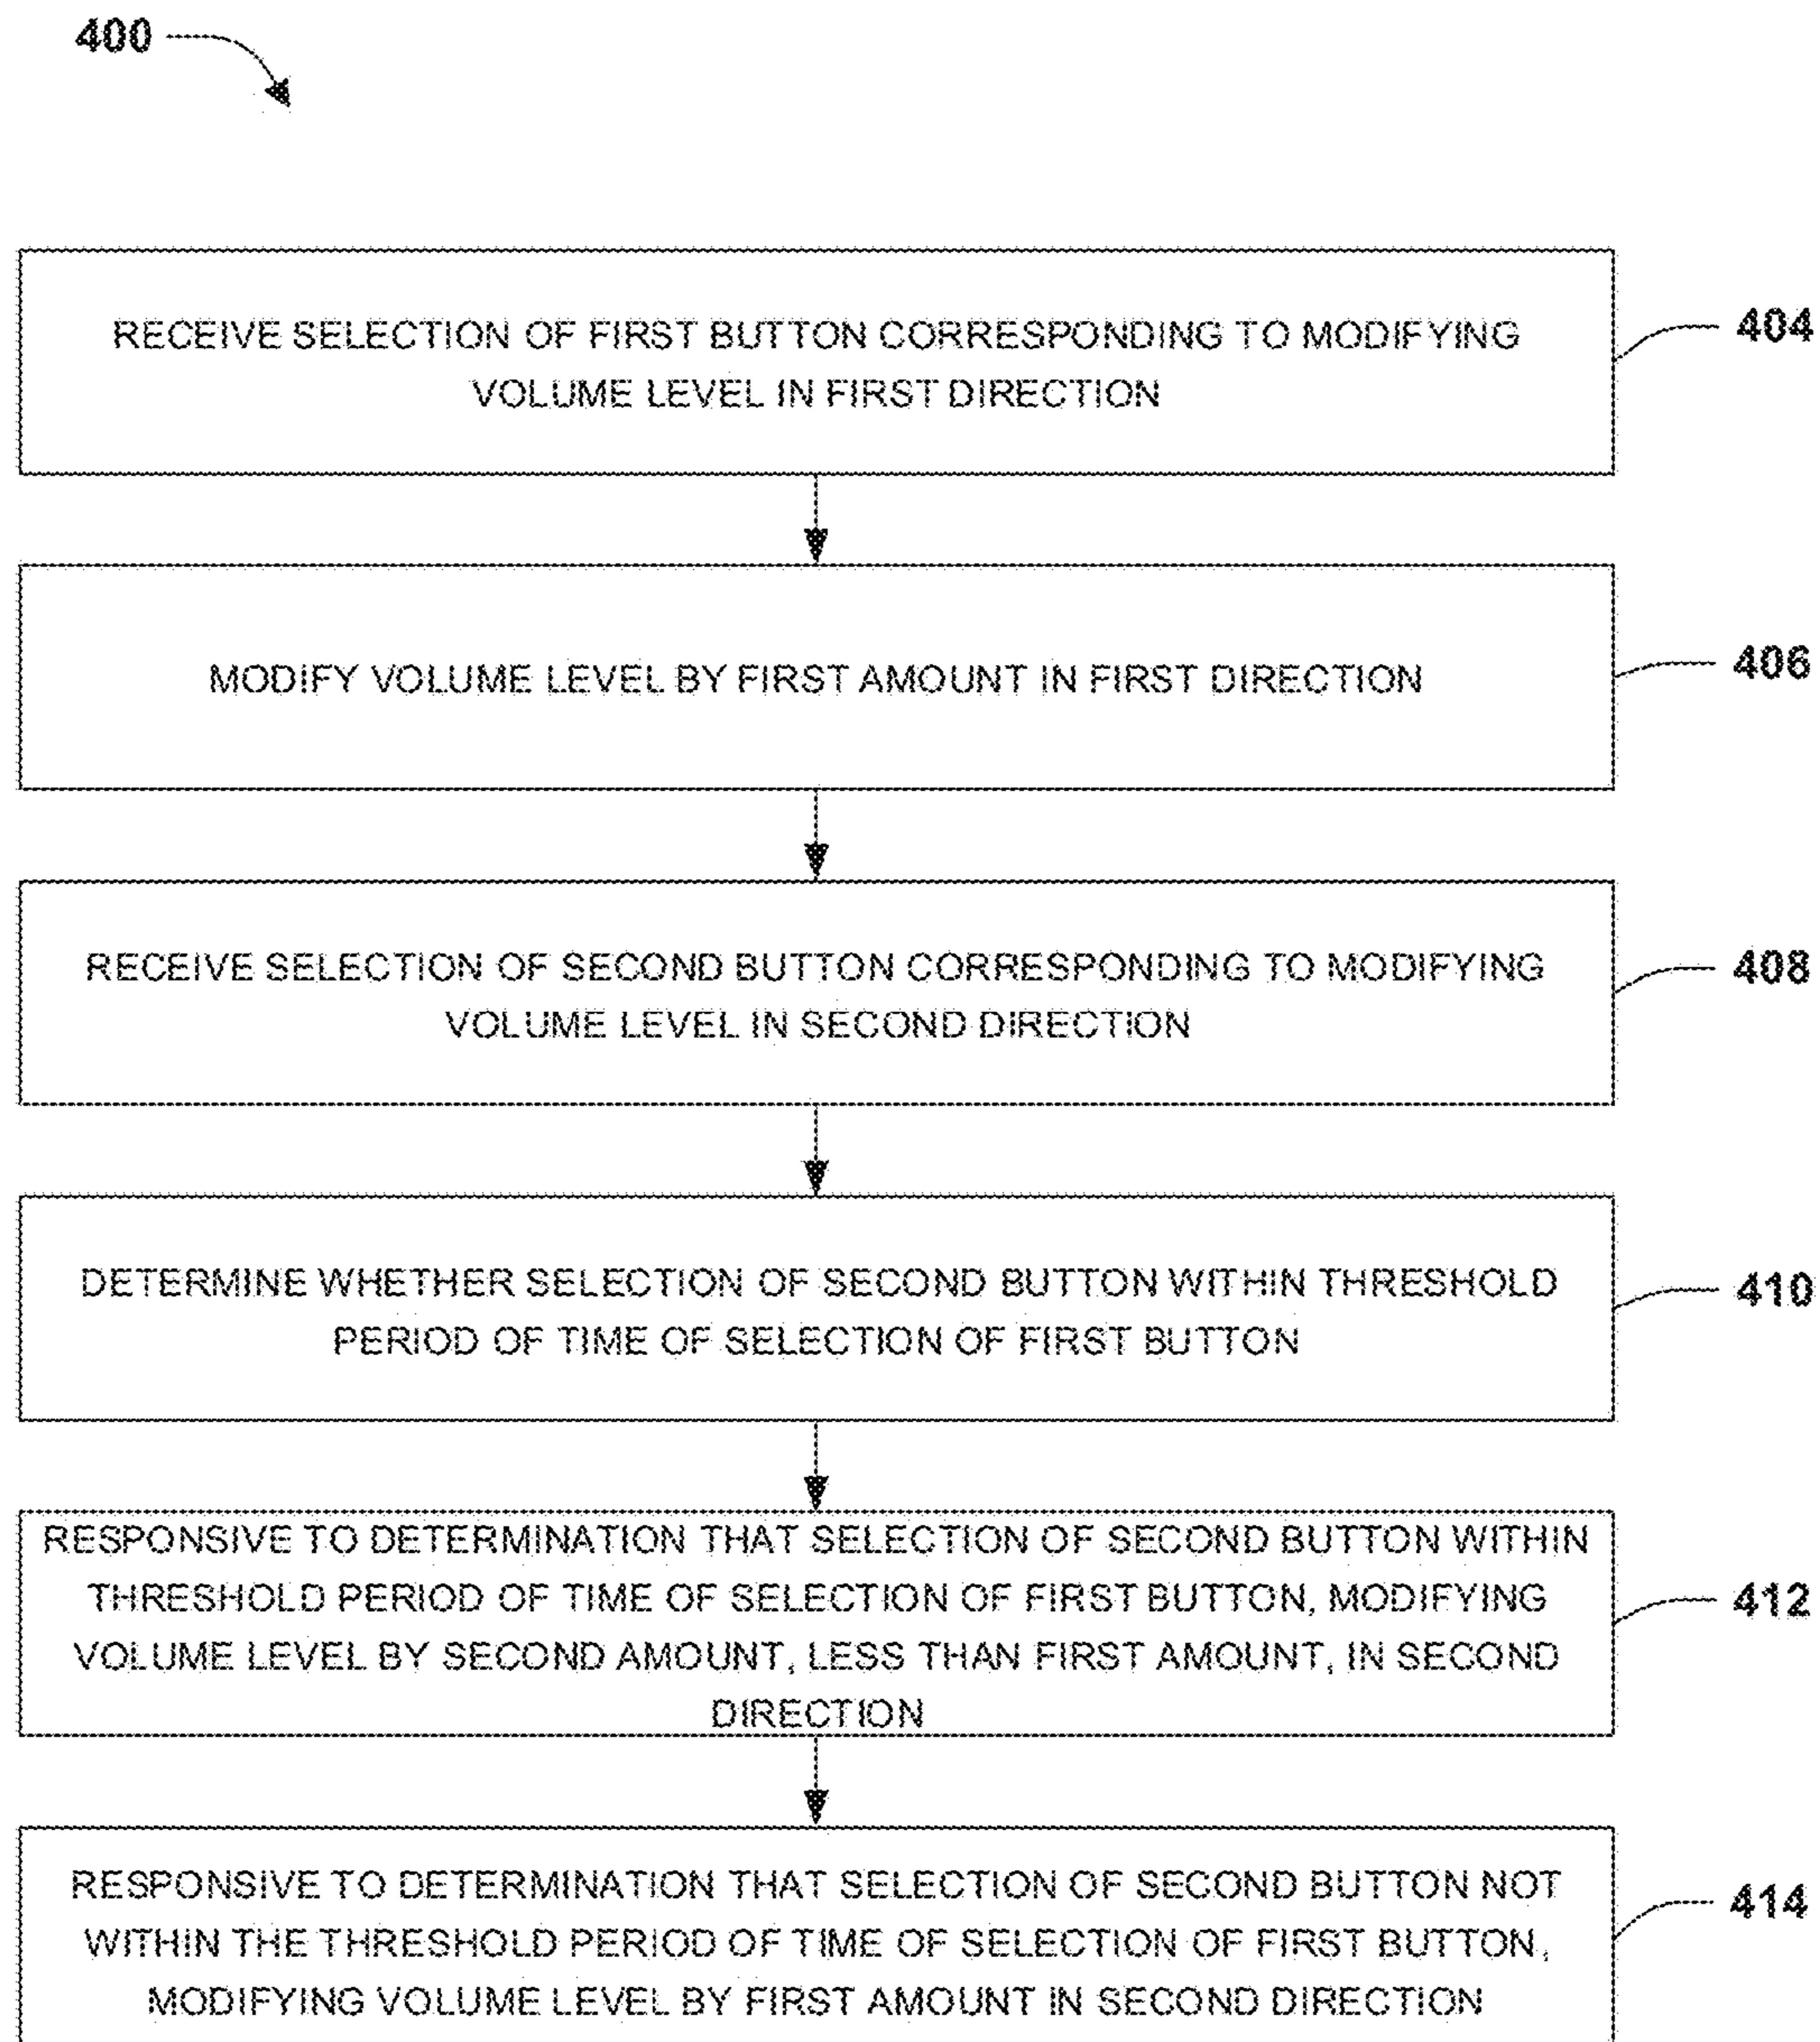 400
RECEIVE SELECTION OF FIRST BUTTON CORRESPONDING TO MODIFYING
VOLUME LEVEL IN FIRST DIRECTION
404
MODIFY VOLUME LEVEL BY FIRST AMOUNT IN FIRST DIRECTION
406
RECEIVE SELECTION OF SECOND BUTTON CORRESPONDING TO MODIFYING
VOLUME LEVEL IN SECOND DIRECTION
408
DETERMINE WHETHER SELECTION OF SECOND BUTTON WITHIN THRESHOLD
PERIOD OF TIME OF SELECTION OF FIRST BUTTON
410
RESPONSIVE TO DETERMINATION THAT SELECTION OF SECOND BUTTON WITHIN
THRESHOLD PERIOD OF TIME OF SELECTION OF FIRST BUTTON, MODIFYING
VOLUME LEVEL BY SECOND AMOUNT, LESS THAN FIRST AMOUNT, IN SECOND
DIRECTION
412
RESPONSIVE TO DETERMINATION THAT SELECTION OF SECOND BUTTON NOT
WITHIN THE THRESHOLD PERIOD OF TIME OF SELECTION OF FIRST BUTTON,
MODIFYING VOLUME LEVEL BY FIRST AMOUNT IN SECOND DIRECTION
414